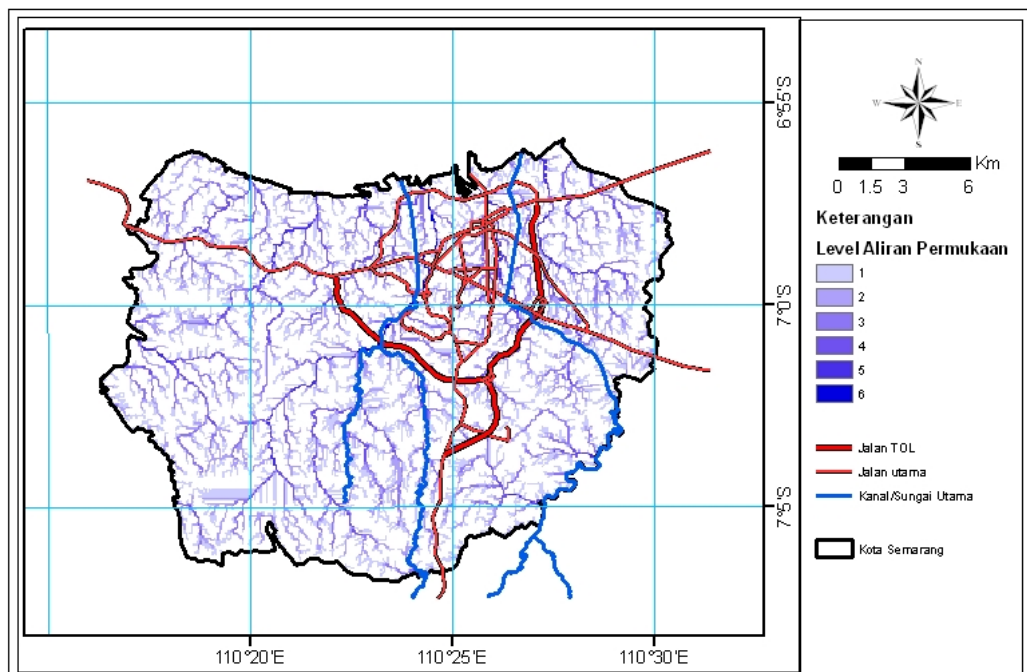 N
W E
S
Km
0 1.5 3 6
Keterangan
Level Aliran Permukaan
1
2
3
4
5
6
Jalan TOL
Jalan utama
Kanal/Sungai Utama
Kota Semarang
6°55'S
7°0'S
7°5'S
110°20'E 110°25'E 110°30'E